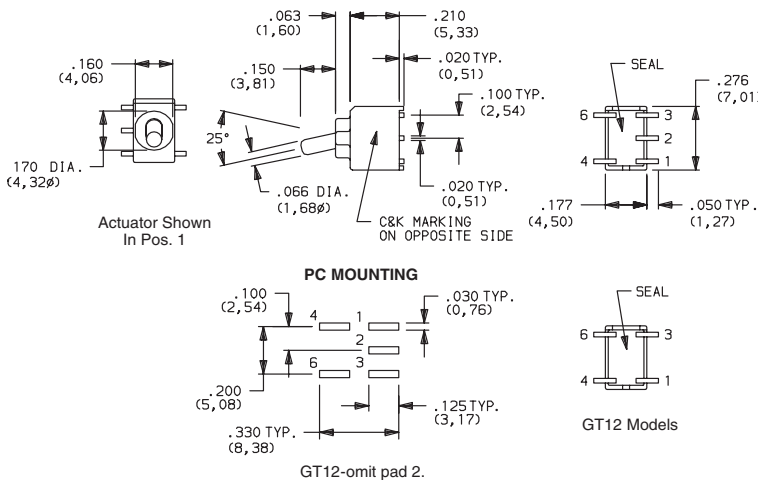 .160
(4,06)
170 DIA.
(4,32ø)
Actuator Shown
In Pos. 1
.063
(1,60)
.210
(5,33)
.150
(3,81)
.020 TYP.
(0,51)
.100 TYP.
(2,54)
25°
.066 DIA.
(1,68ø)
.020 TYP.
(0,51)
C&K MARKING
ON OPPOSITE SIDE
SEAL
.276
(7,01)
6
3
2
4
1
.177
(4,50)
.050 TYP.
(1,27)
PC MOUNTING
.100
(2,54)
.030 TYP.
(0,76)
4
1
2
6
3
.200
(5,08)
.125 TYP.
(3,17)
.330 TYP.
(8,38)
GT12-omit pad 2.
SEAL
6
3
4
1
GT12 Models